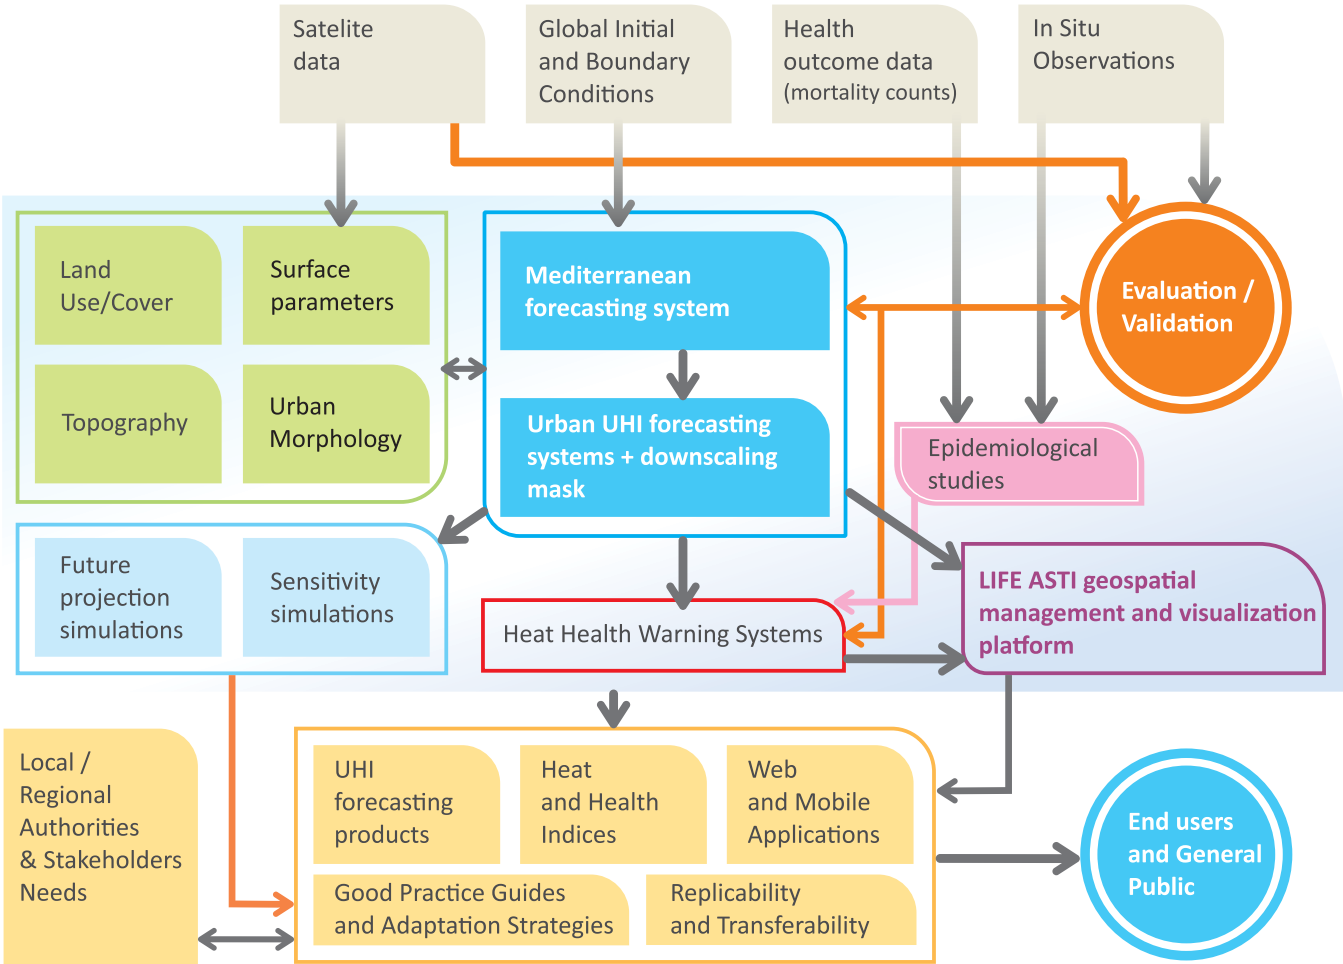 Satelite
data
Global Initial
and Boundary
Conditions
Health
outcome data
(mortality counts)
In Situ
Observations
Land
Use/Cover
Surface
parameters
Topography
Urban
Morphology
Mediterranean
forecasting system
Urban UHI forecasting
systems + downscaling
mask
Evaluation /
Validation
Epidemiological
studies
Future
projection
simulations
Sensitivity
simulations
Heat Health Warning Systems
LIFE ASTI geospatial
management and visualization
platform
Local /
Regional
Authorities
& Stakeholders
Needs
UHI
forecasting
products
Heat
and Health
Indices
Web
and Mobile
Applications
Good Practice Guides
and Adaptation Strategies
Replicability
and Transferability
End users
and General
Public